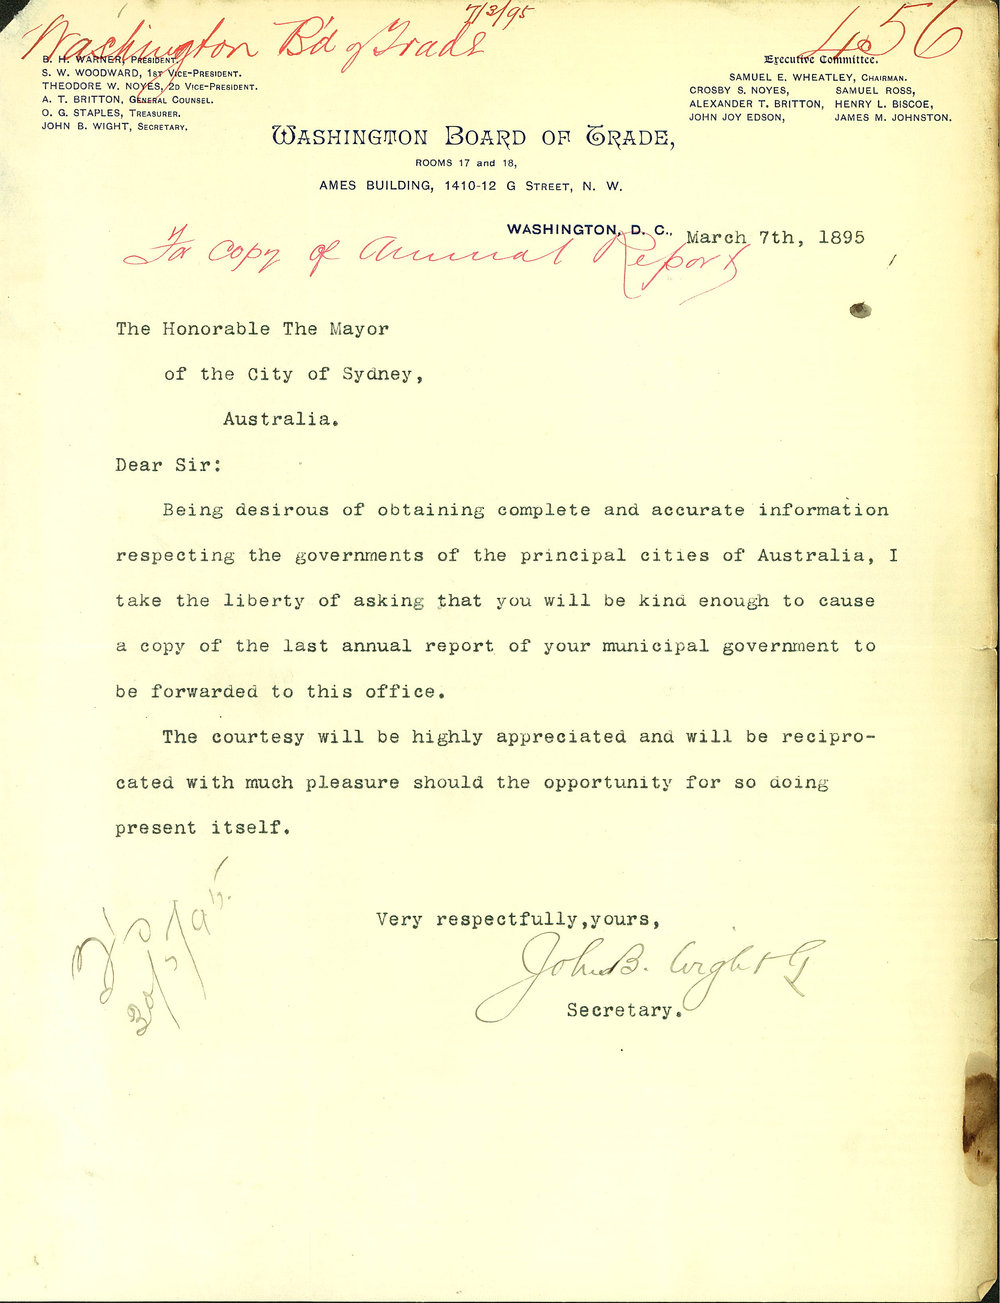 7/3/95
Washington Bd of Trade
456
B. H. WARNER, PRESIDENT.
S. W. WOODWARD, 1ST VICE-PRESIDENT.
THEODORE W. NOYES, 2D VICE-PRESIDENT.
A. T. BRITTON, GENERAL COUNSEL.
O. G. STAPLES, TREASURER.
JOHN B. WIGHT, SECRETARY.
Executive Committee.
SAMUEL E. WHEATLEY, CHAIRMAN.
CROSBY S. NOYES, SAMUEL ROSS,
ALEXANDER T. BRITTON, HENRY L. BISCOE,
JOHN JOY EDSON, JAMES M. JOHNSTON.
WASHINGTON BOARD OF TRADE,
ROOMS 17 and 18,
AMES BUILDING, 1410-12 G STREET, N. W.
WASHINGTON, D. C., March 7th, 1895
For copy of Annual Report
The Honorable The Mayor
of the City of Sydney,
Australia.
Dear Sir:
Being desirous of obtaining complete and accurate information
respecting the governments of the principal cities of Australia, I
take the liberty of asking that you will be kind enough to cause
a copy of the last annual report of your municipal government to
be forwarded to this office.
The courtesy will be highly appreciated and will be recipro-
cated with much pleasure should the opportunity for so doing
present itself.
Very respectfully,yours,
John B. Wight
Secretary.